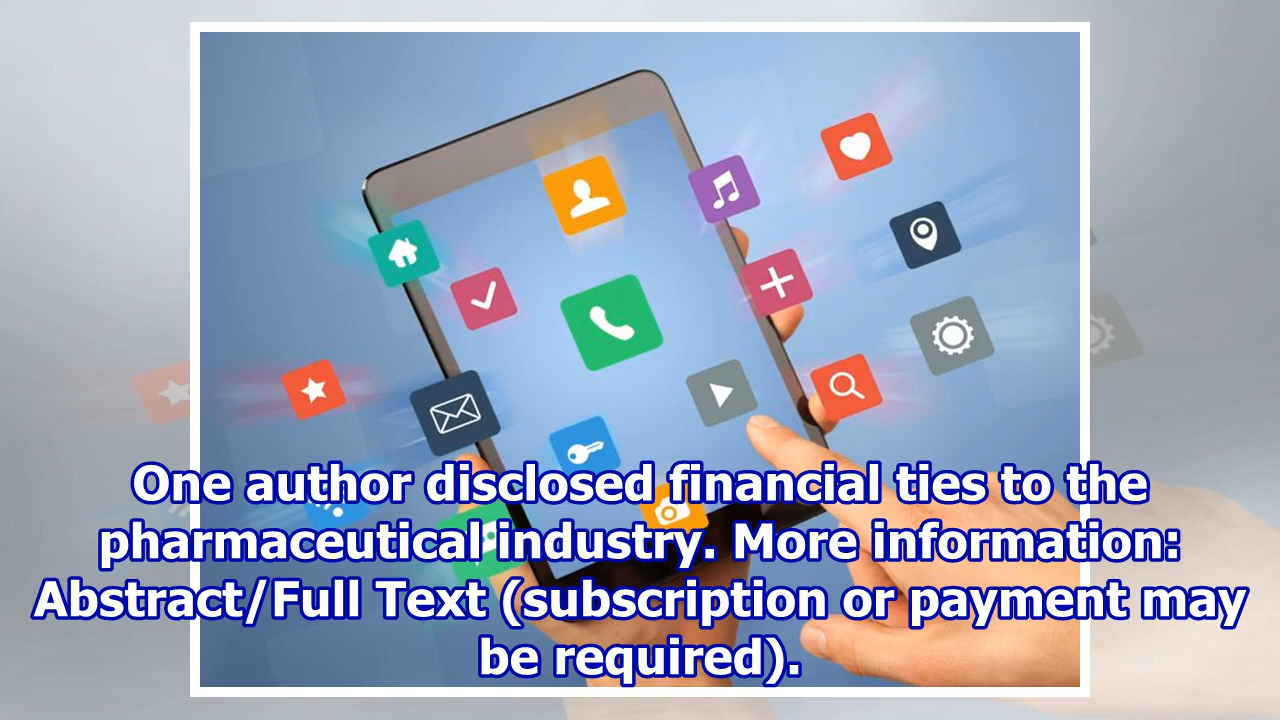 One author disclosed financial ties to the
pharmaceutical industry. More information:
Abstract/Full Text (subscription or payment may
be required).